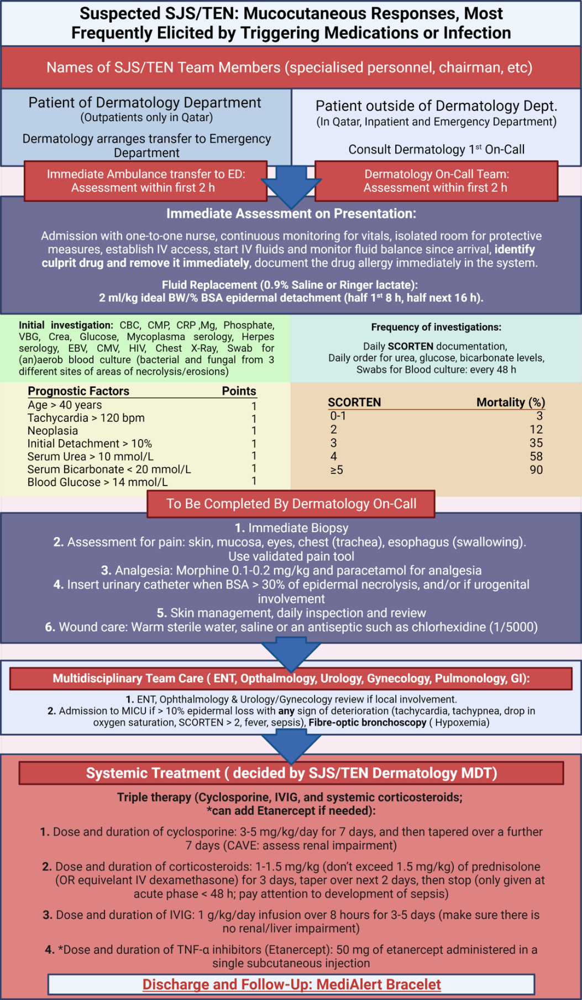 Suspected SJS/TEN: Mucocutaneous Responses, Most
Frequently Elicited by Triggering Medications or Infection
Names of SJS/TEN Team Members (specialised personnel, chairman, etc)
Patient of Dermatology Department
(Outpatients only in Qatar)
Dermatology arranges transfer to Emergency
Department
Patient outside of Dermatology Dept.
(In Qatar, Inpatient and Emergency Department)
Consult Dermatology 1st On-Call
Immediate Ambulance transfer to ED:
Assessment within first 2 h
Dermatology On-Call Team:
Assessment within first 2 h
Immediate Assessment on Presentation:
Admission with one-to-one nurse, continuous monitoring for vitals, isolated room for protective
measures, establish IV access, start IV fluids and monitor fluid balance since arrival, identify
culprit drug and remove it immediately, document the drug allergy immediately in the system.
Fluid Replacement (0.9% Saline or Ringer lactate):
2 ml/kg ideal BW/% BSA epidermal detachment (half 1st 8 h, half next 16 h).
Initial investigation: CBC, CMP, CRP ,Mg, Phosphate,
VBG, Crea, Glucose, Mycoplasma serology, Herpes
serology, EBV, CMV, HIV, Chest X-Ray, Swab for
(an)aerob blood culture (bacterial and fungal from 3
different sites of areas of necrolysis/erosions)
Frequency of investigations:
Daily SCORTEN documentation,
Daily order for urea, glucose, bicarbonate levels,
Swabs for Blood culture: every 48 h
Prognostic Factors Points
Age > 40 years 1
Tachycardia > 120 bpm 1
Neoplasia 1
Initial Detachment > 10% 1
Serum Urea > 10 mmol/L 1
Serum Bicarbonate < 20 mmol/L 1
Blood Glucose > 14 mmol/L 1
SCORTEN Mortality (%)
0-1 3
2 12
3 35
4 58
≥5 90
To Be Completed By Dermatology On-Call
1. Immediate Biopsy
2. Assessment for pain: skin, mucosa, eyes, chest (trachea), esophagus (swallowing).
Use validated pain tool
3. Analgesia: Morphine 0.1-0.2 mg/kg and paracetamol for analgesia
4. Insert urinary catheter when BSA > 30% of epidermal necrolysis, and/or if urogenital
involvement
5. Skin management, daily inspection and review
6. Wound care: Warm sterile water, saline or an antiseptic such as chlorhexidine (1/5000)
Multidisciplinary Team Care ( ENT, Opthalmology, Urology, Gynecology, Pulmonology, GI):
1. ENT, Ophthalmology & Urology/Gynecology review if local involvement.
2. Admission to MICU if > 10% epidermal loss with any sign of deterioration (tachycardia, tachypnea, drop in
oxygen saturation, SCORTEN > 2, fever, sepsis), Fibre-optic bronchoscopy ( Hypoxemia)
Systemic Treatment ( decided by SJS/TEN Dermatology MDT)
Triple therapy (Cyclosporine, IVIG, and systemic corticosteroids;
*can add Etanercept if needed):
1. Dose and duration of cyclosporine: 3-5 mg/kg/day for 7 days, and then tapered over a further
7 days (CAVE: assess renal impairment)
2. Dose and duration of corticosteroids: 1-1.5 mg/kg (don't exceed 1.5 mg/kg) of prednisolone
(OR equivelant IV dexamethasone) for 3 days, taper over next 2 days, then stop (only given at
acute phase < 48 h; pay attention to development of sepsis)
3. Dose and duration of IVIG: 1 g/kg/day infusion over 8 hours for 3-5 days (make sure there is
no renal/liver impairment)
4. *Dose and duration of TNF-α inhibitors (Etanercept): 50 mg of etanercept administered in a
single subcutaneous injection
Discharge and Follow-Up: MediAlert Bracelet